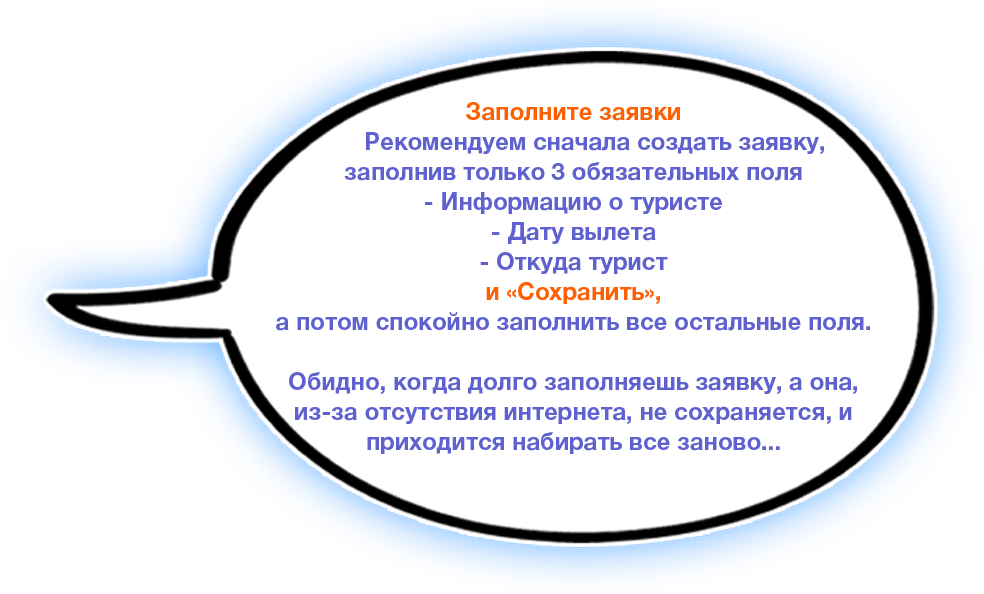 Заполните заявки
Рекомендуем сначала создать заявку,
заполнив только 3 обязательных поля
- Информацию о туристе
- Дату вылета
- Откуда турист
и «Сохранить»,
а потом спокойно заполнить все остальные поля.
Обидно, когда долго заполняешь заявку, а она,
из-за отсутствия интернета, не сохраняется, и
приходится набирать все заново...